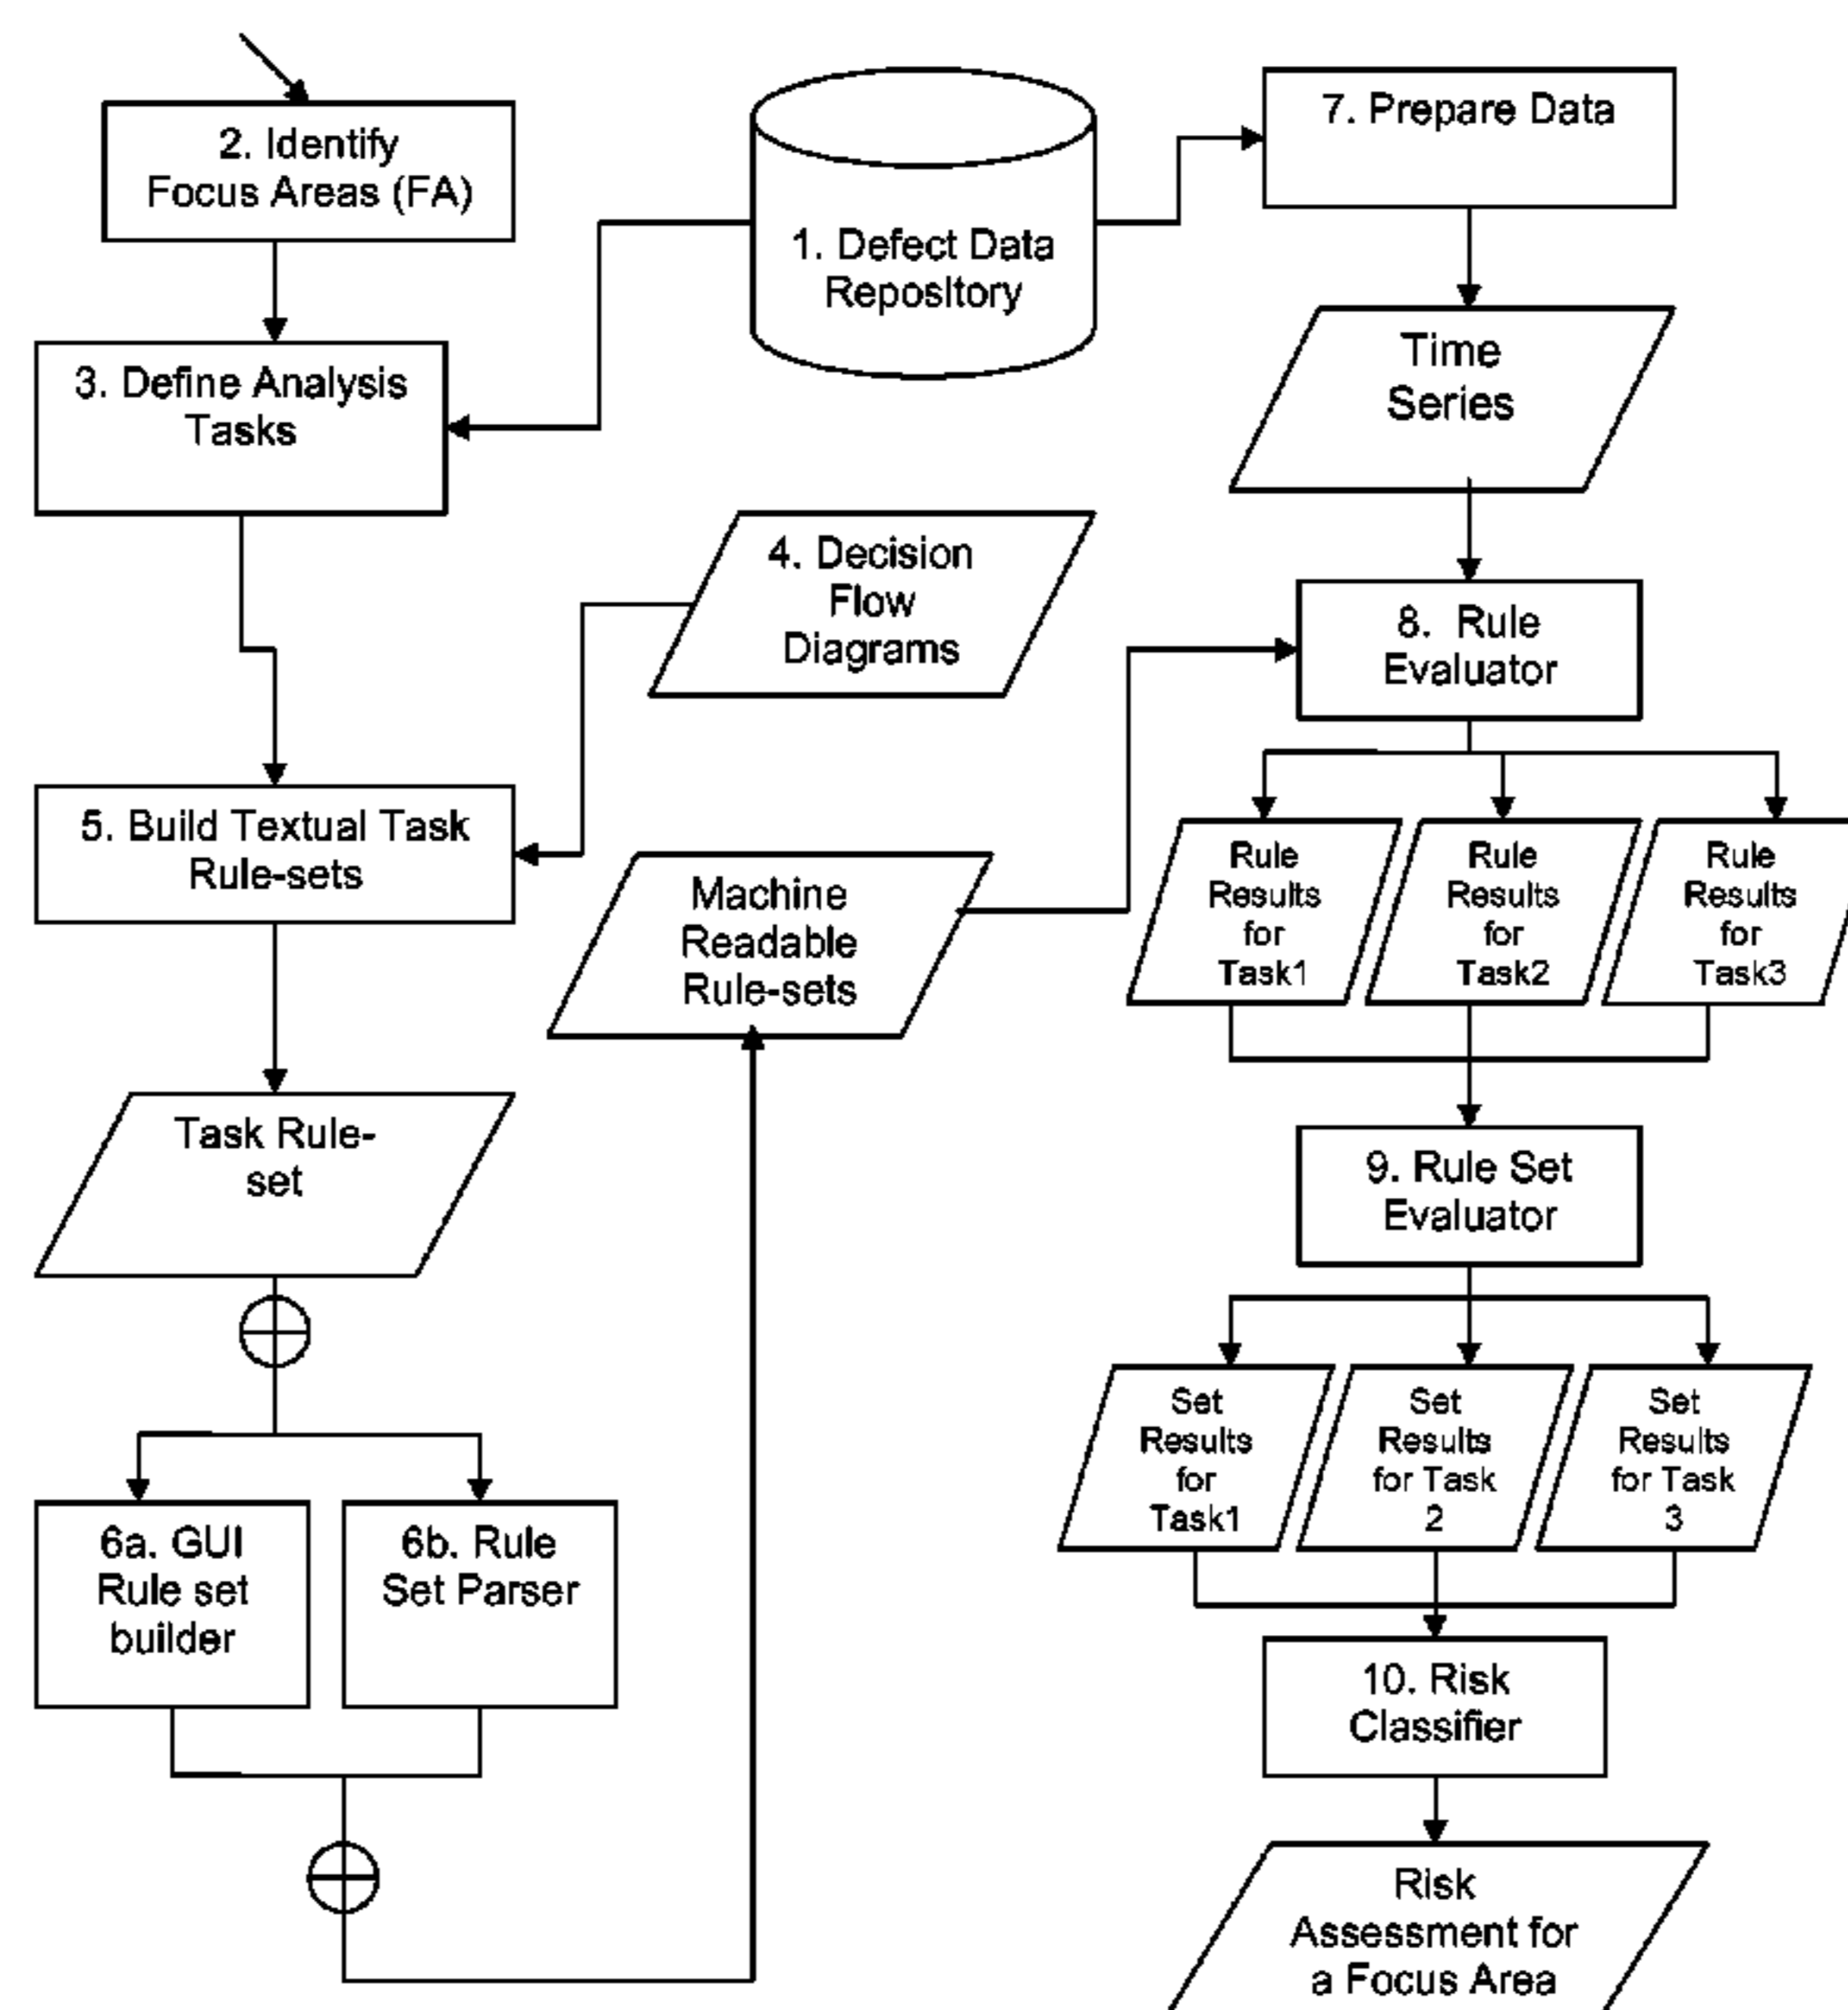 2. Identify
Focus Areas (FA)
1. Defect Data
Repository
7. Prepare Data
3. Define Analysis
Tasks
Time
Series
4. Decision
Flow
Diagrams
8. Rule
Evaluator
5. Build Textual Task
Rule-sets
Machine
Readable
Rule-sets
Rule
Results
for
Task1
Rule
Results
for
Task2
Rule
Results
for
Task3
Task Rule-
set
9. Rule Set
Evaluator
Set
Results
for
Task1
Set
Results
for Task
2
Set
Results
for Task
3
6a. GUI
Rule set
builder
6b. Rule
Set Parser
10. Risk
Classifier
Risk
Assessment for
a Focus Area